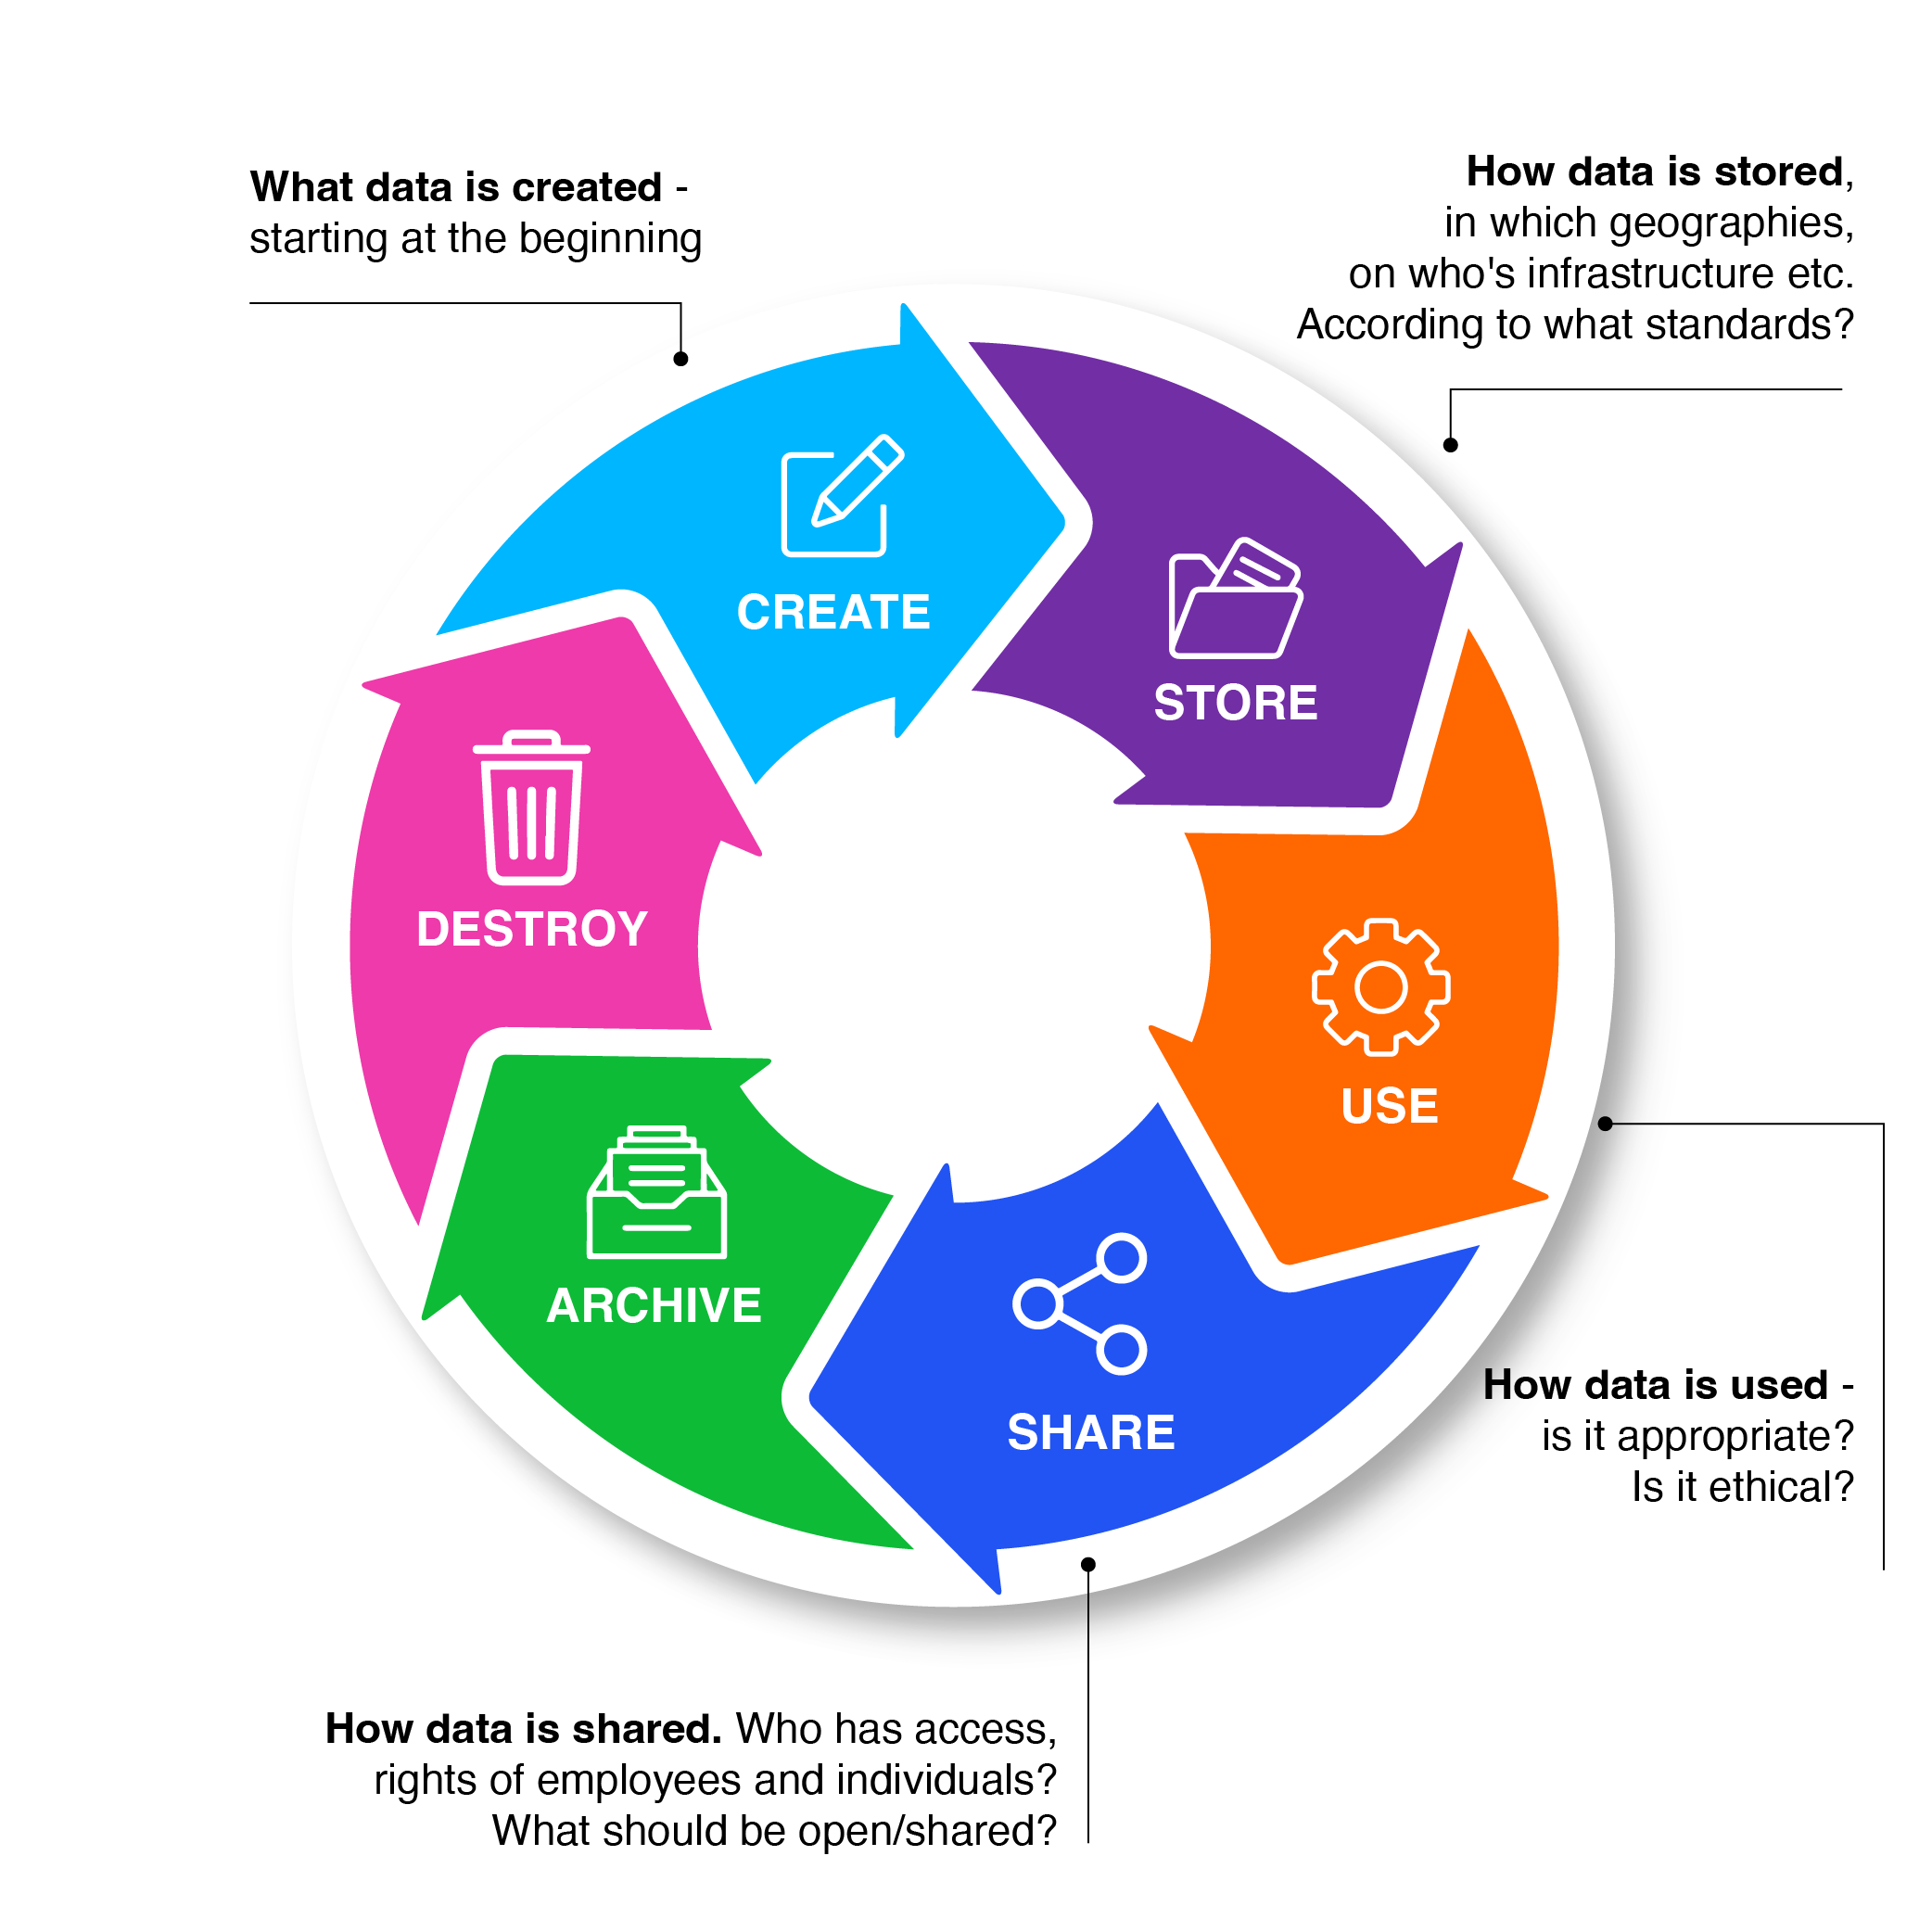 What data is created -
starting at the beginning
How data is stored,
in which geographies,
on who's infrastructure etc.
According to what standards?
CREATE
STORE
DESTROY
USE
ARCHIVE
SHARE
How data is used -
is it appropriate?
Is it ethical?
How data is shared. Who has access,
rights of employees and individuals?
What should be open/shared?